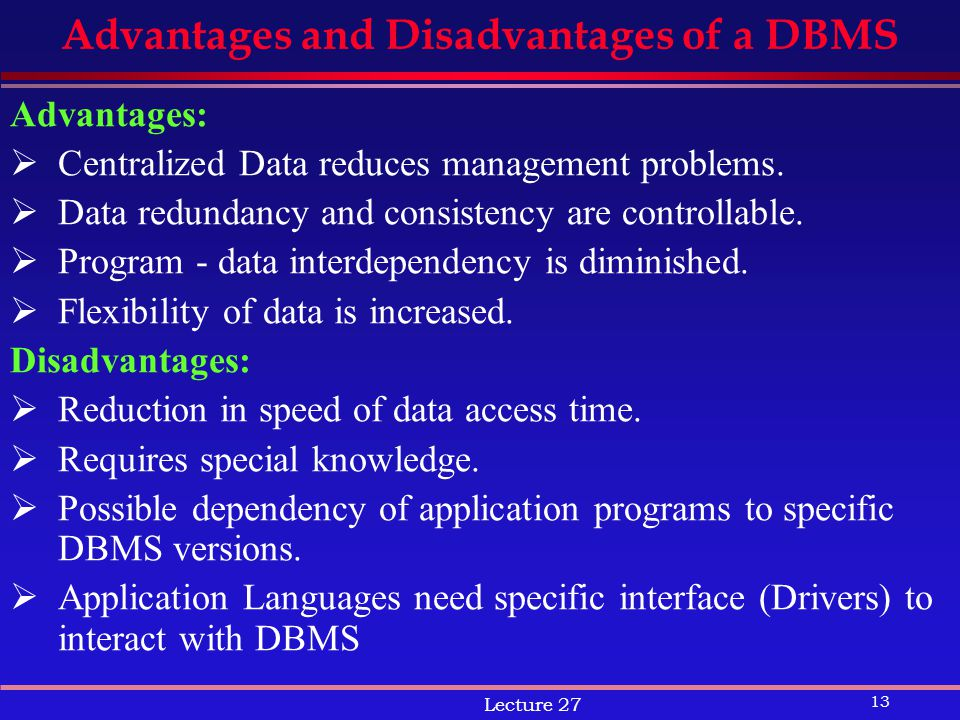 Advantages and Disadvantages of a DBMS
Advantages:
➢ Centralized Data reduces management problems.
➢ Data redundancy and consistency are controllable.
➢ Program - data interdependency is diminished.
➢ Flexibility of data is increased.
Disadvantages:
➢ Reduction in speed of data access time.
➢ Requires special knowledge.
➢ Possible dependency of application programs to specific
DBMS versions.
➢ Application Languages need specific interface (Drivers) to
interact with DBMS
Lecture 27
13